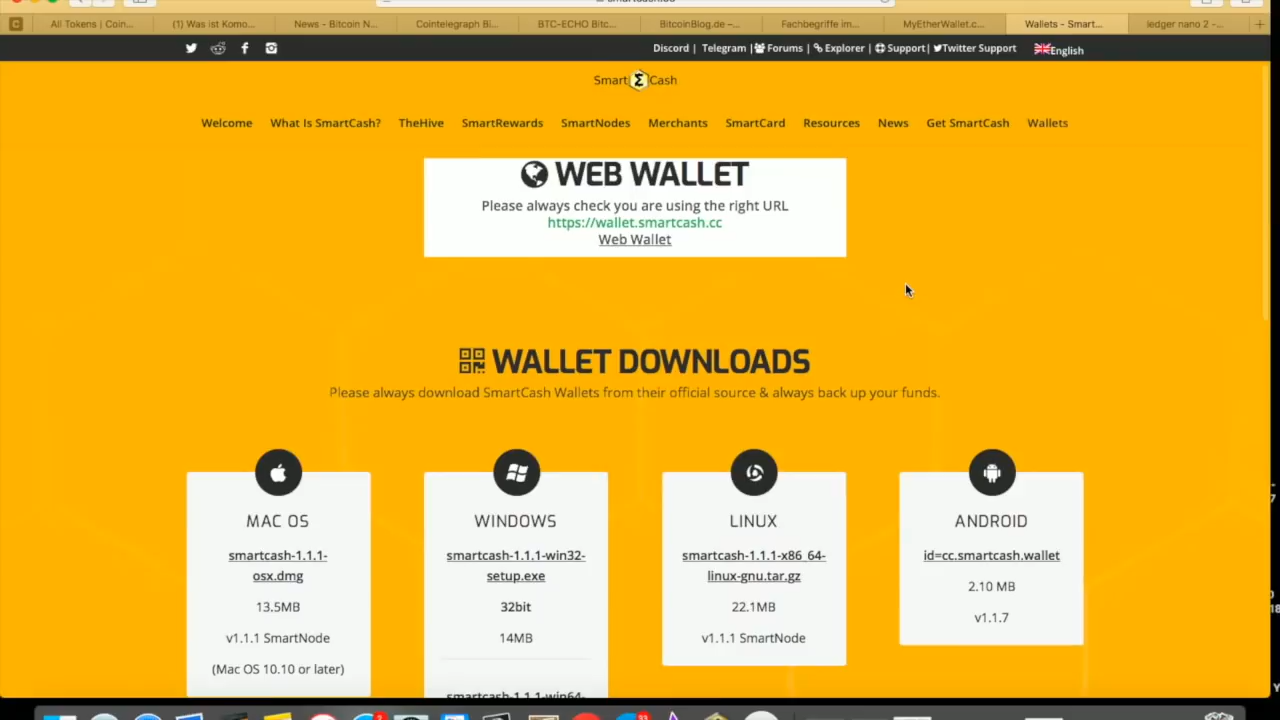 All Tokens | Coin...
(1) Was ist Komo...
News - Bitcoin N...
Cointelegraph Bi...
BTC-ECHO Bitc...
BitcoinBlog.de –...
Fachbegriffe im...
MyEtherWallet.c...
Wallets - Smart...
ledger nano 2 -...
Discord | Telegram | Forums | Explorer | Support | Twitter Support English
Smart Cash
Welcome What Is SmartCash? TheHive SmartRewards SmartNodes Merchants SmartCard Resources News Get SmartCash Wallets
WEB WALLET
Please always check you are using the right URL
https://wallet.smartcash.cc
Web Wallet
WALLET DOWNLOADS
Please always download SmartCash Wallets from their official source & always back up your funds.
MAC OS
smartcash-1.1.1-
osx.dmg
13.5MB
v1.1.1 SmartNode
(Mac OS 10.10 or later)
WINDOWS
smartcash-1.1.1-win32-
setup.exe
32bit
14MB
smartcash-1.1.1-win64-
LINUX
smartcash-1.1.1-x86_64-
linux-gnu.tar.gz
22.1MB
v1.1.1 SmartNode
ANDROID
id=cc.smartcash.wallet
2.10 MB
v1.1.7